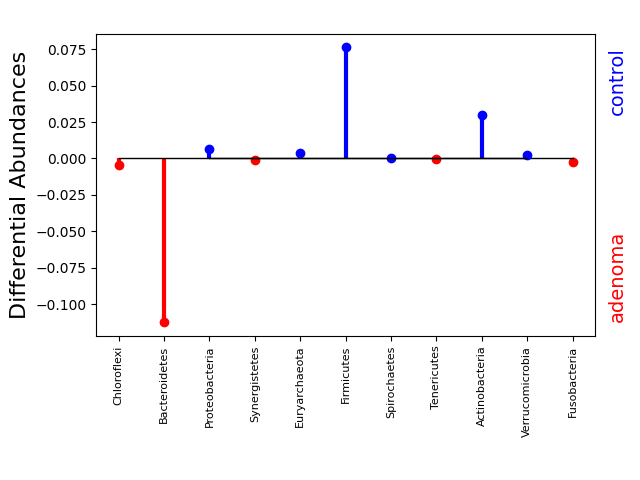 Differential Abundances
0.075
0.050
0.025
0.000
−0.025
−0.050
−0.075
−0.100
control
adenoma
Chloroflexi
Bacteroidetes
Proteobacteria
Synergistetes
Euryarchaeota
Firmicutes
Spirochaetes
Tenericutes
Actinobacteria
Verrucomicrobia
Fusobacteria